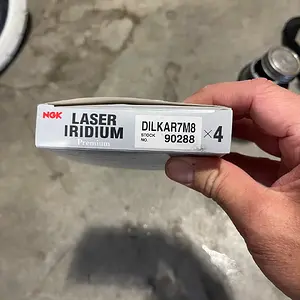 NGK
LASER
IRIDIUM
Premium
DILKAR7M8
STOCK
NO. 90288
×4